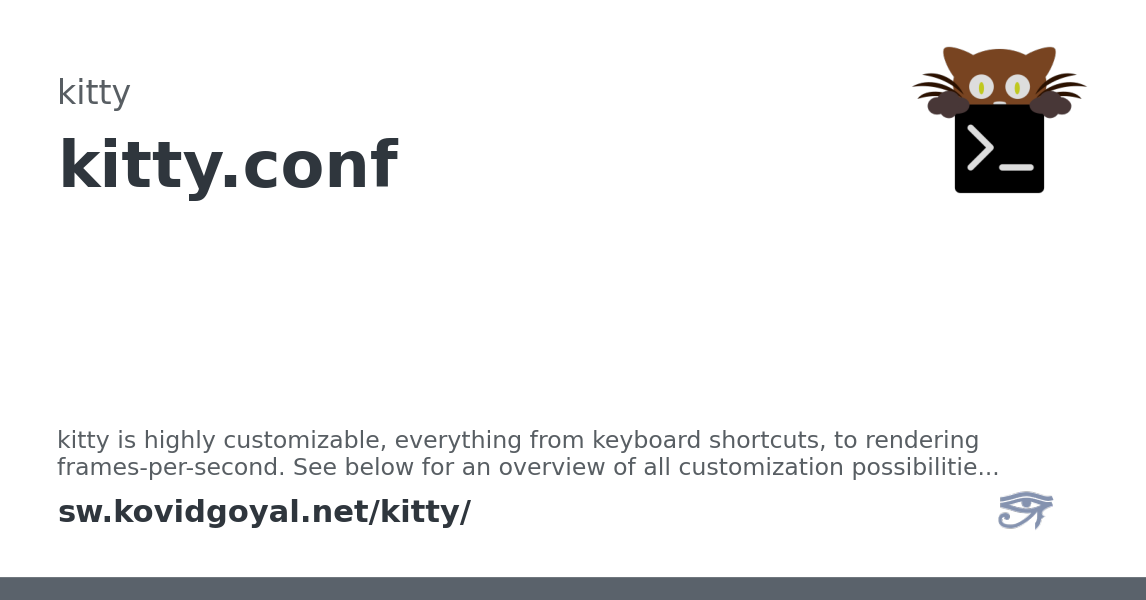 kitty
kitty.conf
>_
kitty is highly customizable, everything from keyboard shortcuts, to rendering
frames-per-second. See below for an overview of all customization possibilitie...
sw.kovidgoyal.net/kitty/